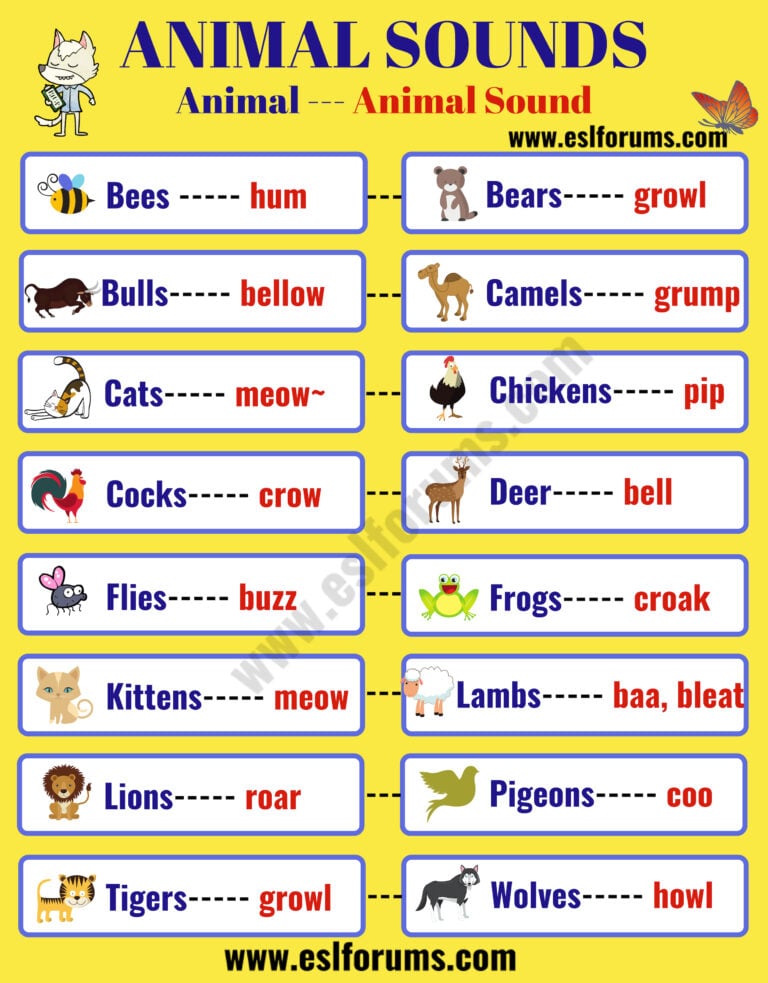 ANIMAL SOUNDS
Animal --- Animal Sound
www.eslforums.com
Bees ----- hum --- Bears----- growl
Bulls----- bellow --- Camels----- grump
Cats----- meow~ --- Chickens----- pip
Cocks----- crow --- Deer----- bell
Flies----- buzz --- Frogs----- croak
Kittens----- meow --- Lambs----- baa, bleat
Lions----- roar --- Pigeons----- coo
Tigers----- growl --- Wolves----- howl
www.eslforums.com
www.eslforums.com